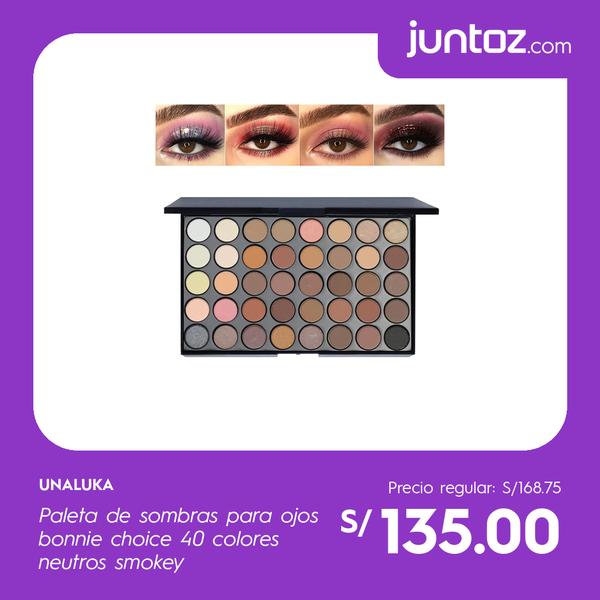 juntoz.com
UNALUKA
Paleta de sombras para ojos
bonnie choice 40 colores
neutros smokey
Precio regular: S/168.75
S/135.00